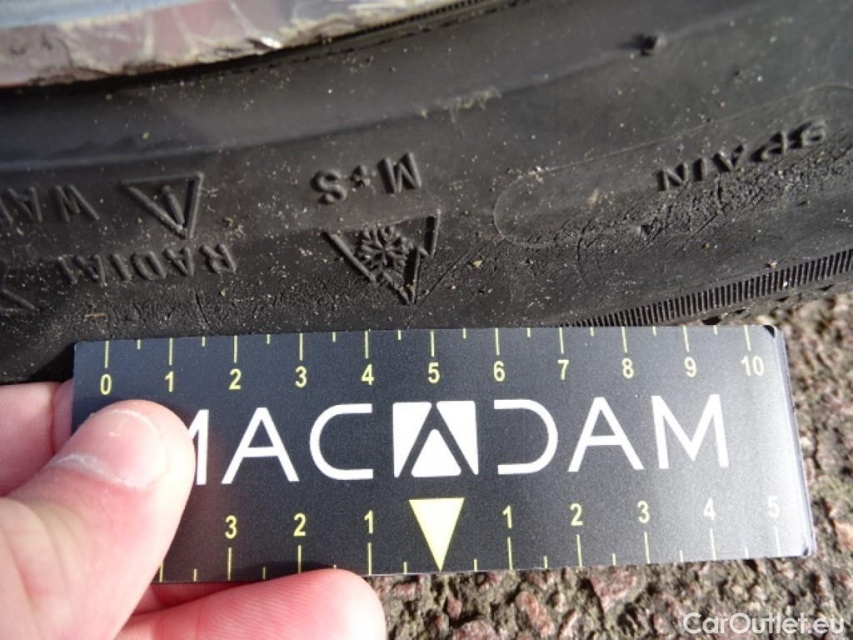 SPAIN
M+S
RADIAL
0 1 2 3 4 5 6 7 8 9 10
MACADAM
3 2 1 1 2 3 4 5
CarOutlet.eu